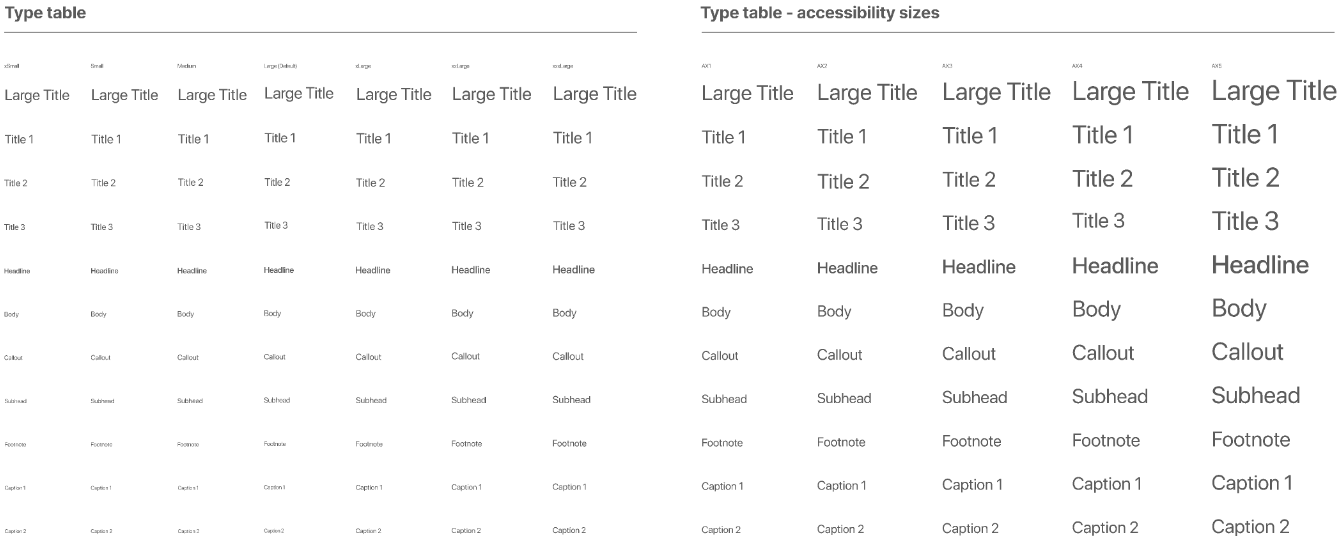 Type table
xSmall Small Medium Large (Default) xLarge xxLarge xxxLarge
Large Title Large Title Large Title Large Title Large Title Large Title Large Title
Title 1 Title 1 Title 1 Title 1 Title 1 Title 1 Title 1
Title 2 Title 2 Title 2 Title 2 Title 2 Title 2 Title 2
Title 3 Title 3 Title 3 Title 3 Title 3 Title 3 Title 3
Headline Headline Headline Headline Headline Headline Headline
Body Body Body Body Body Body Body
Callout Callout Callout Callout Callout Callout Callout
Subhead Subhead Subhead Subhead Subhead Subhead Subhead
Footnote Footnote Footnote Footnote Footnote Footnote Footnote
Caption 1 Caption 1 Caption 1 Caption 1 Caption 1 Caption 1 Caption 1
Caption 2 Caption 2 Caption 2 Caption 2 Caption 2 Caption 2 Caption 2
Type table - accessibility sizes
AX1 AX2 AX3 AX4 AX5
Large Title Large Title Large Title Large Title Large Title
Title 1 Title 1 Title 1 Title 1 Title 1
Title 2 Title 2 Title 2 Title 2 Title 2
Title 3 Title 3 Title 3 Title 3 Title 3
Headline Headline Headline Headline Headline
Body Body Body Body Body
Callout Callout Callout Callout Callout
Subhead Subhead Subhead Subhead Subhead
Footnote Footnote Footnote Footnote Footnote
Caption 1 Caption 1 Caption 1 Caption 1 Caption 1
Caption 2 Caption 2 Caption 2 Caption 2 Caption 2